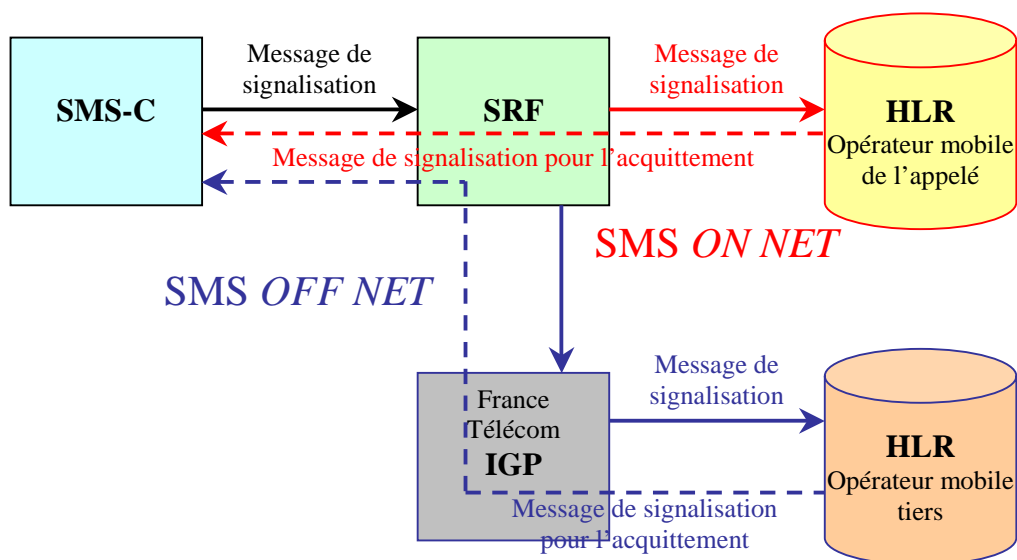 SMS-C
Message de
signalisation
SRF
Message de
signalisation
HLR
Opérateur mobile
de l’appelé
Message de signalisation pour l’acquittement
SMS ON NET
SMS OFF NET
France
Télécom
IGP
Message de
signalisation
HLR
Opérateur mobile
tiers
Message de signalisation
pour l’acquittement